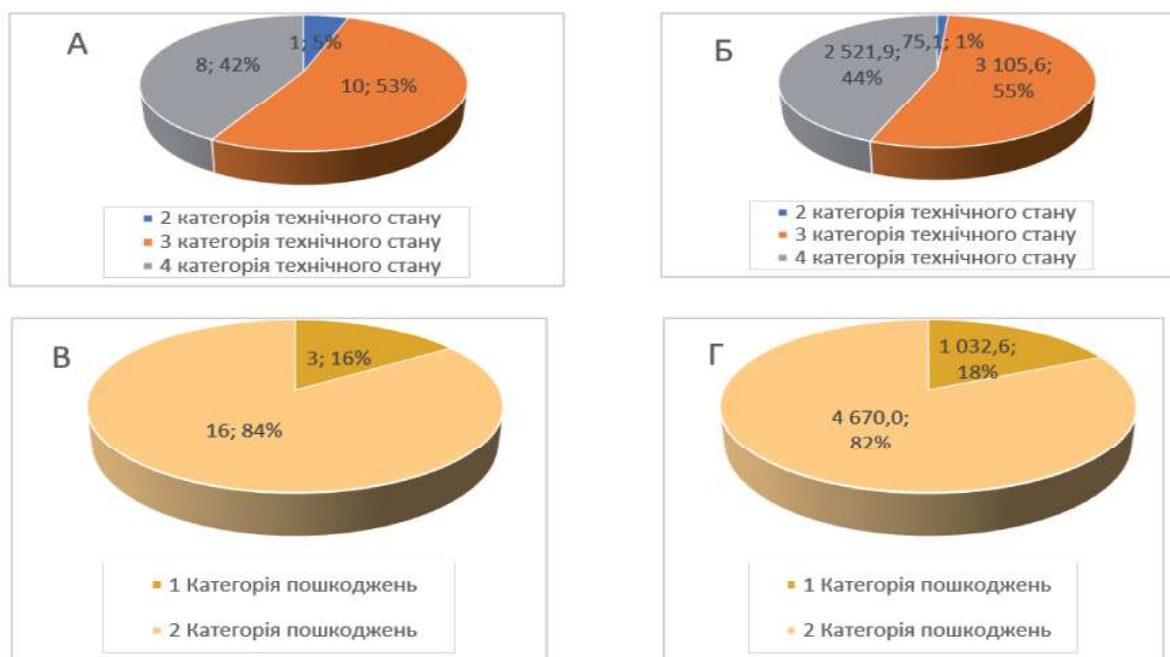 А
1; 5%
8; 42%
10; 53%
2 категорія технічного стану
3 категорія технічного стану
4 категорія технічного стану
Б
75,1; 1%
2 521,9;
44%
3 105,6;
55%
2 категорія технічного стану
3 категорія технічного стану
4 категорія технічного стану
В
3; 16%
16; 84%
1 Категорія пошкоджень
2 Категорія пошкоджень
Г
1 032,6;
18%
4 670,0;
82%
1 Категорія пошкоджень
2 Категорія пошкоджень